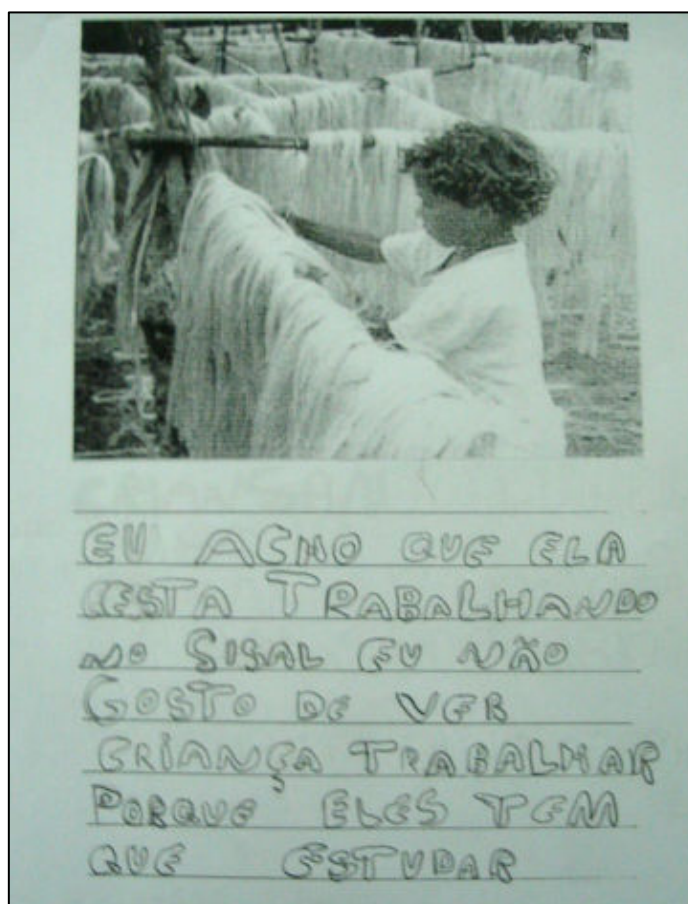 EU ACHO QUE ELA
ESTA TRABALHANDO
NO SISAL EU NÃO
GOSTO DE VER
CRIANÇA TRABALHAR
PORQUE ELES TEM
QUE ESTUDAR